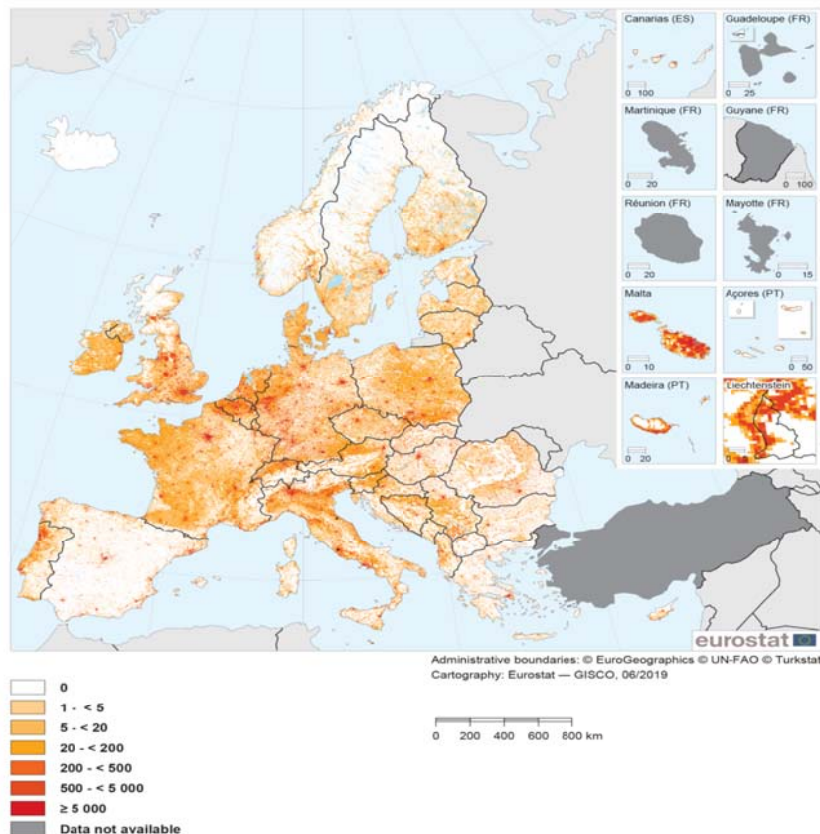 Canarias (ES)
0 100
Guadeloupe (FR)
0 25
Martinique (FR)
0 20
Guyane (FR)
0 100
Réunion (FR)
0 20
Mayotte (FR)
0 15
Malta
0 10
Açores (PT)
0 50
Madeira (PT)
0 20
Liechtenstein
eurostat
Administrative boundaries: © EuroGeographics © UN-FAO © Turkstat
Cartography: Eurostat — GISCO, 06/2019
0 200 400 600 800 km
0
1 - < 5
5 - < 20
20 - < 200
200 - < 500
500 - < 5 000
≥ 5 000
Data not available